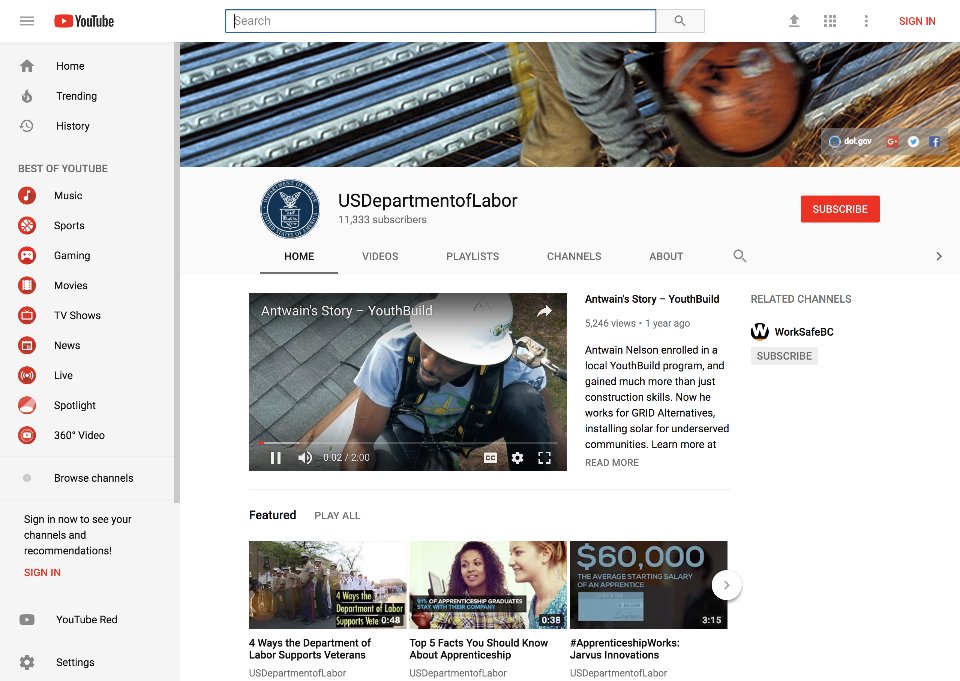 YouTube
Search
SIGN IN
Home
Trending
History
BEST OF YOUTUBE
Music
Sports
Gaming
Movies
TV Shows
News
Live
Spotlight
360° Video
Browse channels
Sign in now to see your
channels and
recommendations!
SIGN IN
YouTube Red
Settings
dol.gov
G+
USDepartmentofLabor
11,333 subscribers
SUBSCRIBE
HOME
VIDEOS
PLAYLISTS
CHANNELS
ABOUT
Antwain's Story – YouthBuild
0:02 / 2:00
CC
Antwain's Story – YouthBuild
5,246 views • 1 year ago
Antwain Nelson enrolled in a
local YouthBuild program, and
gained much more than just
construction skills. Now he
works for GRID Alternatives,
installing solar for underserved
communities. Learn more at
READ MORE
RELATED CHANNELS
WorkSafeBC
SUBSCRIBE
Featured
PLAY ALL
4 Ways the
Department of Labor
Supports Vete
0:48
4 Ways the Department of
Labor Supports Veterans
USDepartmentofLabor
91% OF APPRENTICESHIP GRADUATES
STAY WITH THEIR COMPANY
0:38
Top 5 Facts You Should Know
About Apprenticeship
USDepartmentofLabor
$60,000
THE AVERAGE STARTING SALARY
OF AN APPRENTICE
3:15
#ApprenticeshipWorks:
Jarvus Innovations
USDepartmentofLabor